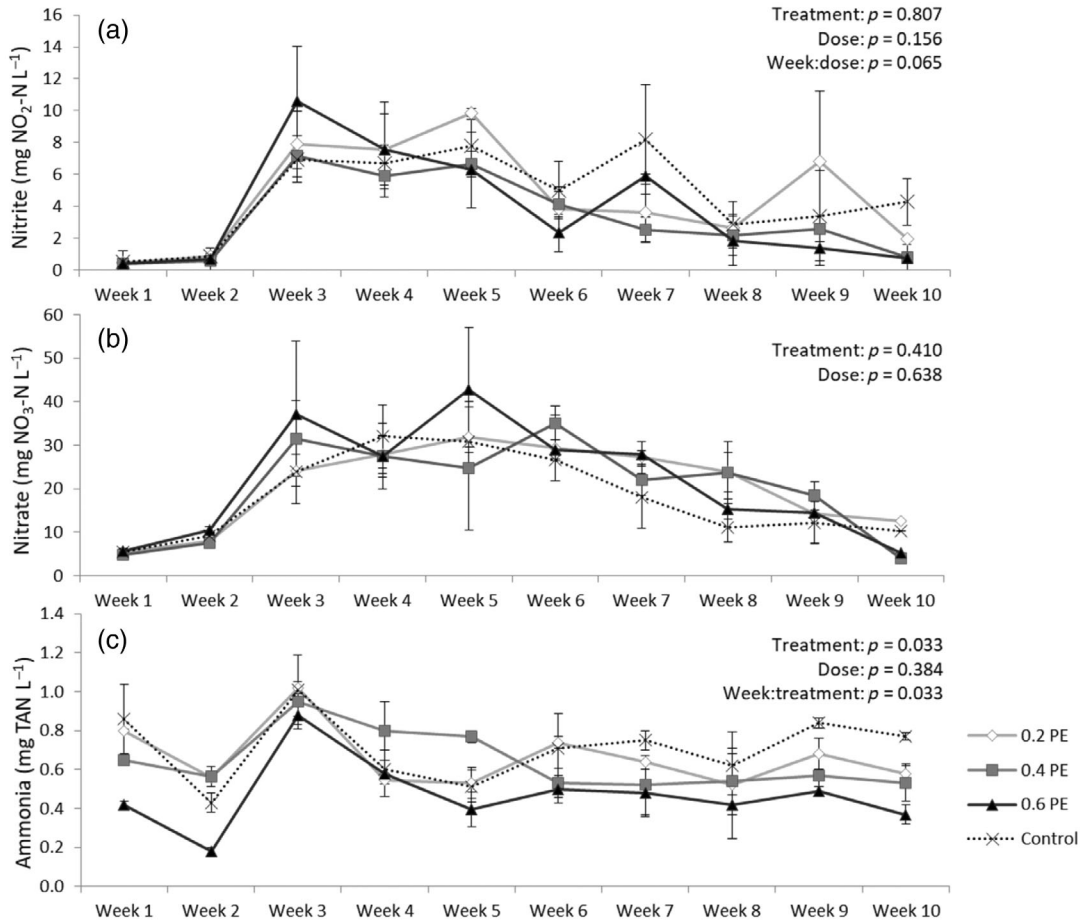 (a)
Treatment: p = 0.807
Dose: p = 0.156
Week:dose: p = 0.065
Nitrite (mg NO₂-N L⁻¹)
16
14
12
10
8
6
4
2
0
Week 1 Week 2 Week 3 Week 4 Week 5 Week 6 Week 7 Week 8 Week 9 Week 10
(b)
Treatment: p = 0.410
Dose: p = 0.638
Nitrate (mg NO₃-N L⁻¹)
60
50
40
30
20
10
0
Week 1 Week 2 Week 3 Week 4 Week 5 Week 6 Week 7 Week 8 Week 9 Week 10
(c)
Treatment: p = 0.033
Dose: p = 0.384
Week:treatment: p = 0.033
Ammonia (mg TAN L⁻¹)
1.4
1.2
1.0
0.8
0.6
0.4
0.2
0.0
Week 1 Week 2 Week 3 Week 4 Week 5 Week 6 Week 7 Week 8 Week 9 Week 10
0.2 PE
0.4 PE
0.6 PE
Control